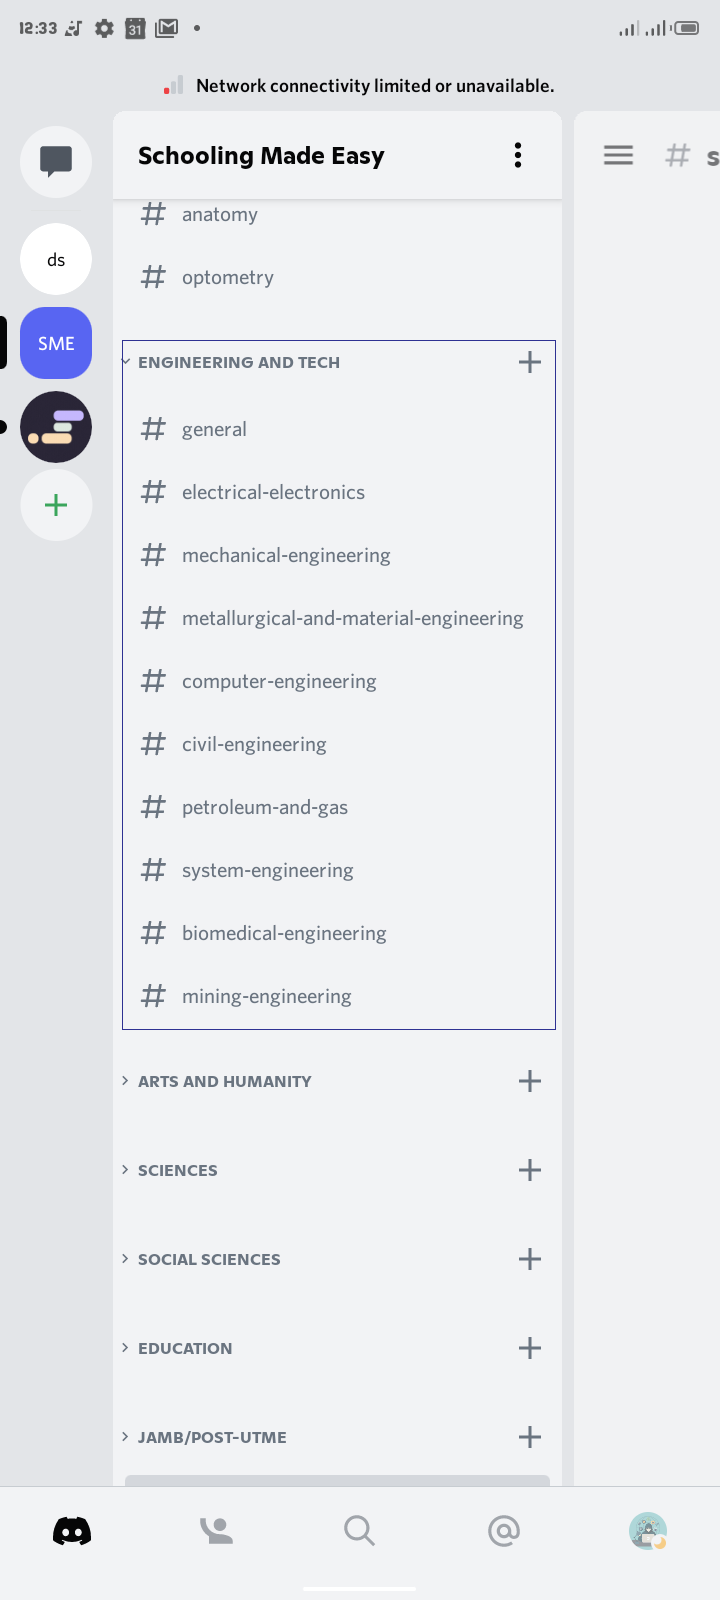 12:33
31
Network connectivity limited or unavailable.
Schooling Made Easy
# s
ds
SME
# anatomy
# optometry
ENGINEERING AND TECH
# general
# electrical-electronics
# mechanical-engineering
# metallurgical-and-material-engineering
# computer-engineering
# civil-engineering
# petroleum-and-gas
# system-engineering
# biomedical-engineering
# mining-engineering
ARTS AND HUMANITY
SCIENCES
SOCIAL SCIENCES
EDUCATION
JAMB/POST-UTME